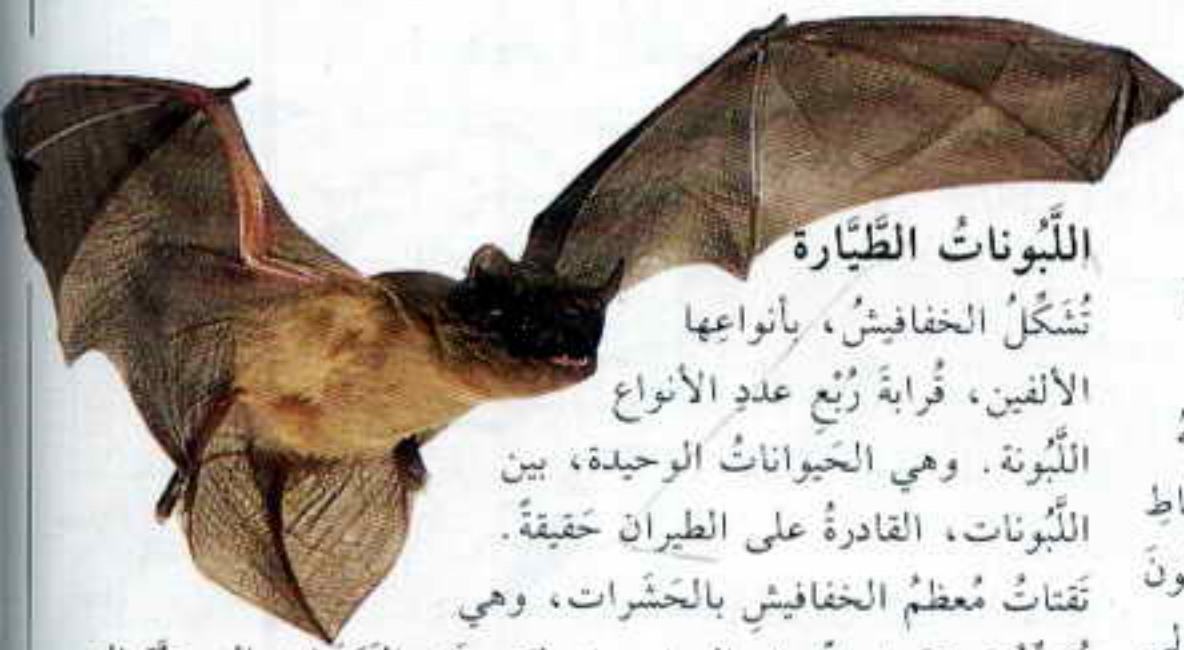 اللَّبُوناتُ الطَّيَّارة
تُشَكِّلُ الخفافيشُ، بأنواعِها
الألفين، قُرابةَ رُبْعِ عددِ الأنواع
اللَّبُونة. وهي الحَيواناتُ الوحيدة، بين
اللَّبُونات، القادرةُ على الطيران حَقيقةً.
تَقتاتُ مُعظمُ الخفافيشِ بالحَشَرات، وهي